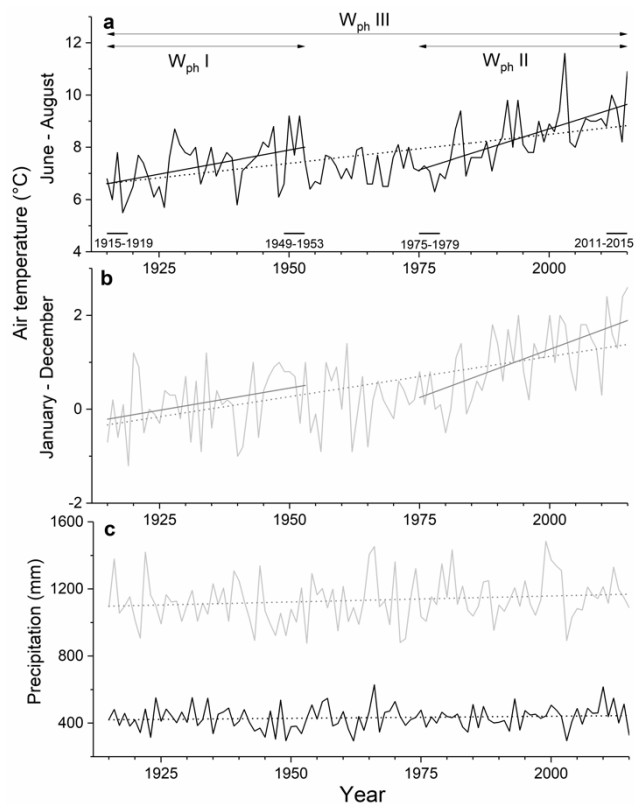 W_ph III
a
W_ph I
W_ph II
12
10
8
6
4
June - August
1915-1919
1949-1953
1975-1979
2011-2015
1925
1950
1975
2000
Air temperature (°C)
b
2
0
-2
January - December
1925
1950
1975
2000
c
1600
1200
800
400
Precipitation (mm)
1925
1950
1975
2000
Year